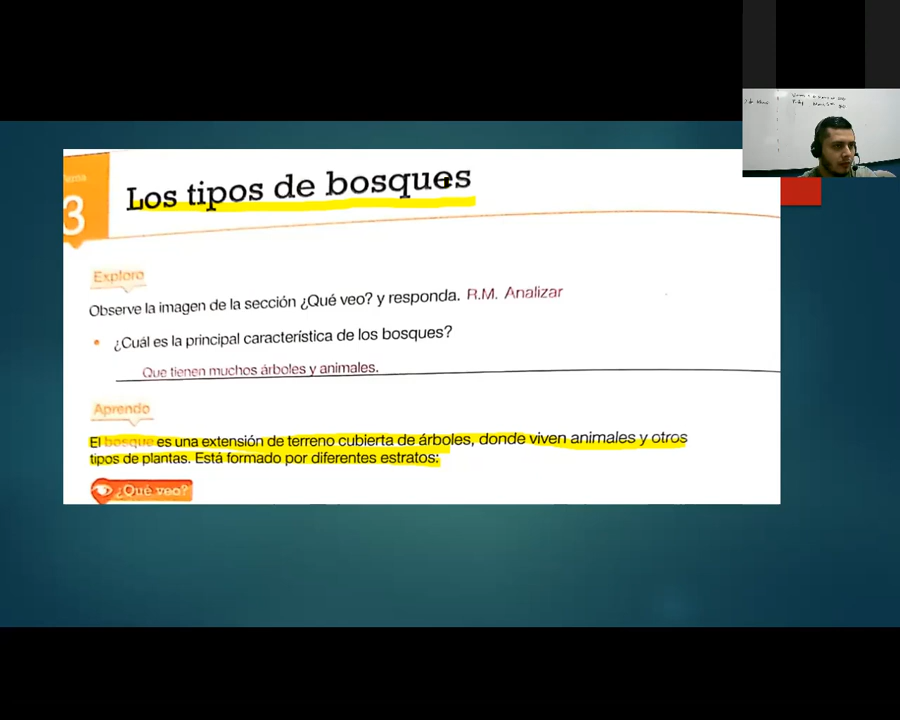 Tema
3
Los tipos de bosques
Exploro
Observe la imagen de la sección ¿Qué veo? y responda. R.M. Analizar
• ¿Cuál es la principal característica de los bosques?
Que tienen muchos árboles y animales.
Aprendo
El bosque es una extensión de terreno cubierta de árboles, donde viven animales y otros
tipos de plantas. Está formado por diferentes estratos:
¿Qué veo?